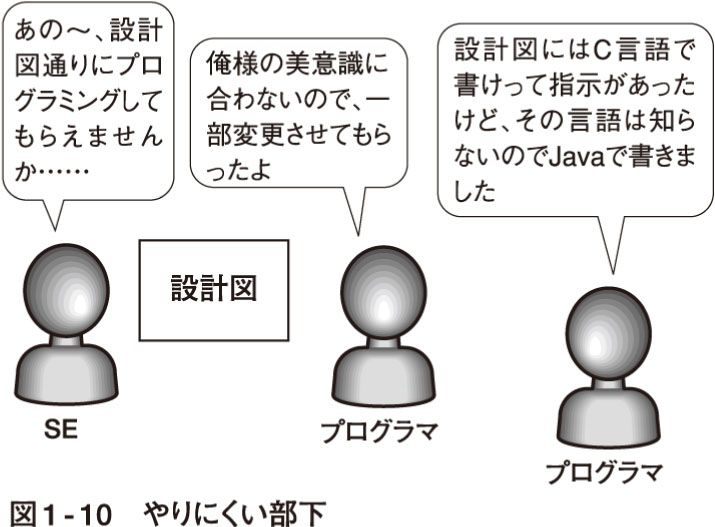 あの〜、設計
図通りにプロ
グラミングして
もらえません
か……
俺様の美意識に
合わないので、一
部変更させてもら
ったよ
設計図にはC言語で
書けって指示があった
けど、その言語は知ら
ないのでJavaで書きま
した
設計図
SE
プログラマ
プログラマ
図1-10　やりにくい部下